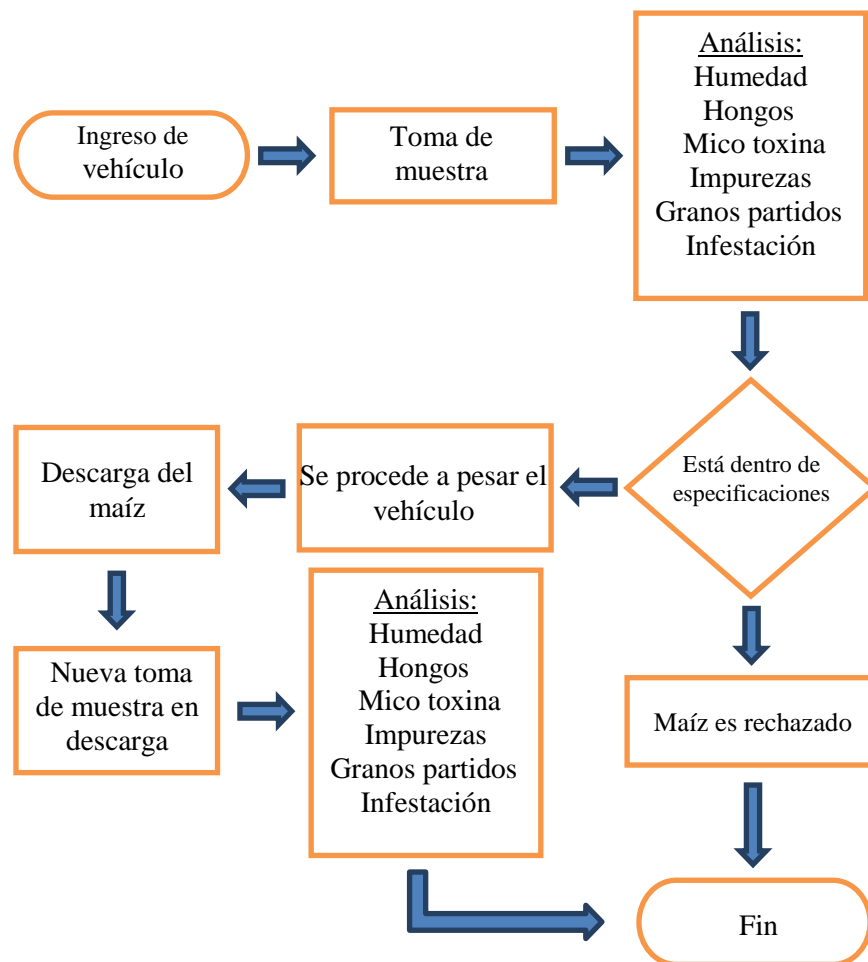 Ingreso de
vehículo
Toma de
muestra
Análisis:
Humedad
Hongos
Mico toxina
Impurezas
Granos partidos
Infestación
Está dentro de
especificaciones
Se procede a pesar el
vehículo
Descarga del
maíz
Nueva toma
de muestra en
descarga
Análisis:
Humedad
Hongos
Mico toxina
Impurezas
Granos partidos
Infestación
Maíz es rechazado
Fin